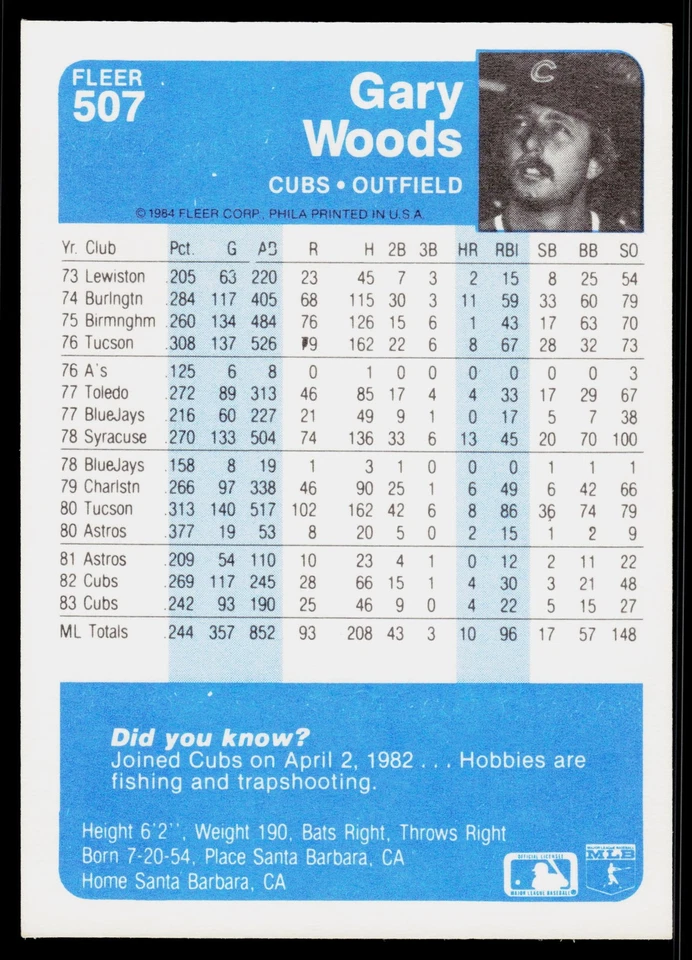 FLEER
507
Gary
Woods
CUBS • OUTFIELD
© 1984 FLEER CORP., PHILA PRINTED IN U.S.A.
Yr. Club Pct. G AB R H 2B 3B HR RBI SB BB SO
73 Lewiston .205 63 220 23 45 7 3 2 15 8 25 54
74 Burlngtn .284 117 405 68 115 30 3 11 59 33 60 79
75 Birmnghm .260 134 484 76 126 15 6 1 43 17 63 70
76 Tucson .308 137 526 79 162 22 6 8 67 28 32 73
76 A's .125 6 8 0 1 0 0 0 0 0 0 3
77 Toledo .272 89 313 46 85 17 4 4 33 17 29 67
77 BlueJays .216 60 227 21 49 9 1 0 17 5 7 38
78 Syracuse .270 133 504 74 136 33 6 13 45 20 70 100
78 BlueJays .158 8 19 1 3 1 0 0 0 1 1 1
79 Charlstn .266 97 338 46 90 25 1 6 49 6 42 66
80 Tucson .313 140 517 102 162 42 6 8 86 36 74 79
80 Astros .377 19 53 8 20 5 0 2 15 1 2 9
81 Astros .209 54 110 10 23 4 1 0 12 2 11 22
82 Cubs .269 117 245 28 66 15 1 4 30 3 21 48
83 Cubs .242 93 190 25 46 9 0 4 22 5 15 27
ML Totals .244 357 852 93 208 43 3 10 96 17 57 148
Did you know?
Joined Cubs on April 2, 1982 . . . Hobbies are
fishing and trapshooting.
Height 6'2'', Weight 190, Bats Right, Throws Right
Born 7-20-54, Place Santa Barbara, CA
Home Santa Barbara, CA
OFFICIAL LICENSEE
MAJOR LEAGUE BASEBALL
MAJOR LEAGUE BASEBALL
MLB